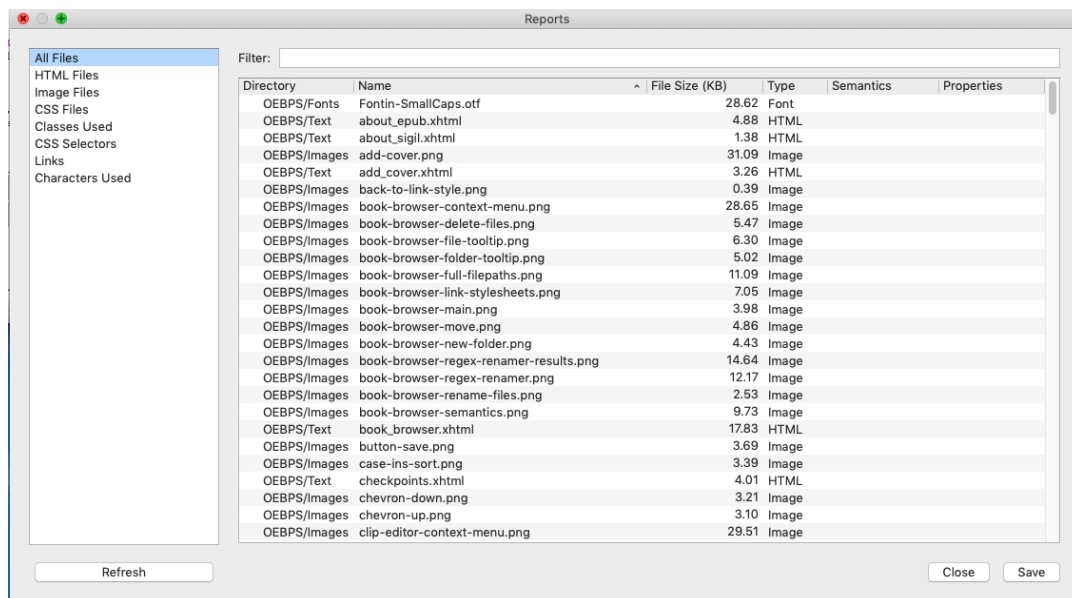 Reports
All Files
HTML Files
Image Files
CSS Files
Classes Used
CSS Selectors
Links
Characters Used
Filter:
Directory Name File Size (KB) Type Semantics Properties
OEBPS/Fonts Fontin-SmallCaps.otf 28.62 Font
OEBPS/Text about_epub.xhtml 4.88 HTML
OEBPS/Text about_sigil.xhtml 1.38 HTML
OEBPS/Images add-cover.png 31.09 Image
OEBPS/Text add_cover.xhtml 3.26 HTML
OEBPS/Images back-to-link-style.png 0.39 Image
OEBPS/Images book-browser-context-menu.png 28.65 Image
OEBPS/Images book-browser-delete-files.png 5.47 Image
OEBPS/Images book-browser-file-tooltip.png 6.30 Image
OEBPS/Images book-browser-folder-tooltip.png 5.02 Image
OEBPS/Images book-browser-full-filepaths.png 11.09 Image
OEBPS/Images book-browser-link-stylesheets.png 7.05 Image
OEBPS/Images book-browser-main.png 3.98 Image
OEBPS/Images book-browser-move.png 4.86 Image
OEBPS/Images book-browser-new-folder.png 4.43 Image
OEBPS/Images book-browser-regex-renamer-results.png 14.64 Image
OEBPS/Images book-browser-regex-renamer.png 12.17 Image
OEBPS/Images book-browser-rename-files.png 2.53 Image
OEBPS/Images book-browser-semantics.png 9.73 Image
OEBPS/Text book_browser.xhtml 17.83 HTML
OEBPS/Images button-save.png 3.69 Image
OEBPS/Images case-ins-sort.png 3.39 Image
OEBPS/Text checkpoints.xhtml 4.01 HTML
OEBPS/Images chevron-down.png 3.21 Image
OEBPS/Images chevron-up.png 3.10 Image
OEBPS/Images clip-editor-context-menu.png 29.51 Image
Refresh Close Save